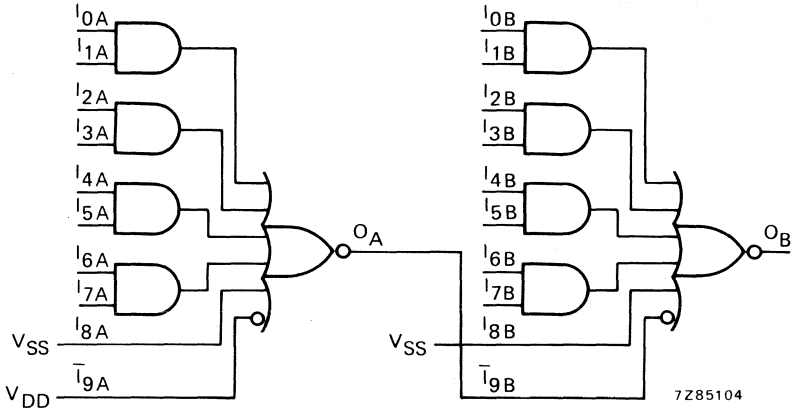 I0A
I1A
I2A
I3A
I4A
I5A
I6A
I7A
VSS I8A
VDD Ī9A
OA
I0B
I1B
I2B
I3B
I4B
I5B
I6B
I7B
VSS I8B
Ī9B
OB
7Z85104